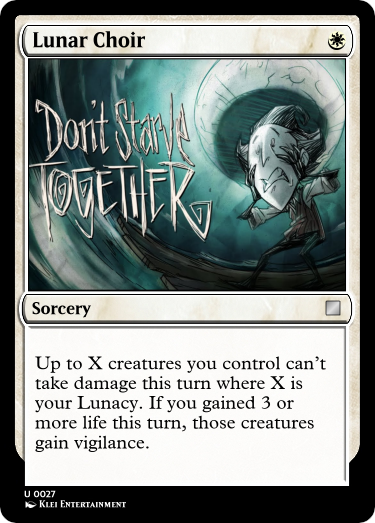 Lunar Choir
Don't Starve
TOGETHER
Sorcery
Up to X creatures you control can't
take damage this turn where X is
your Lunacy. If you gained 3 or
more life this turn, those creatures
gain vigilance.
U 0027
Klei Entertainment